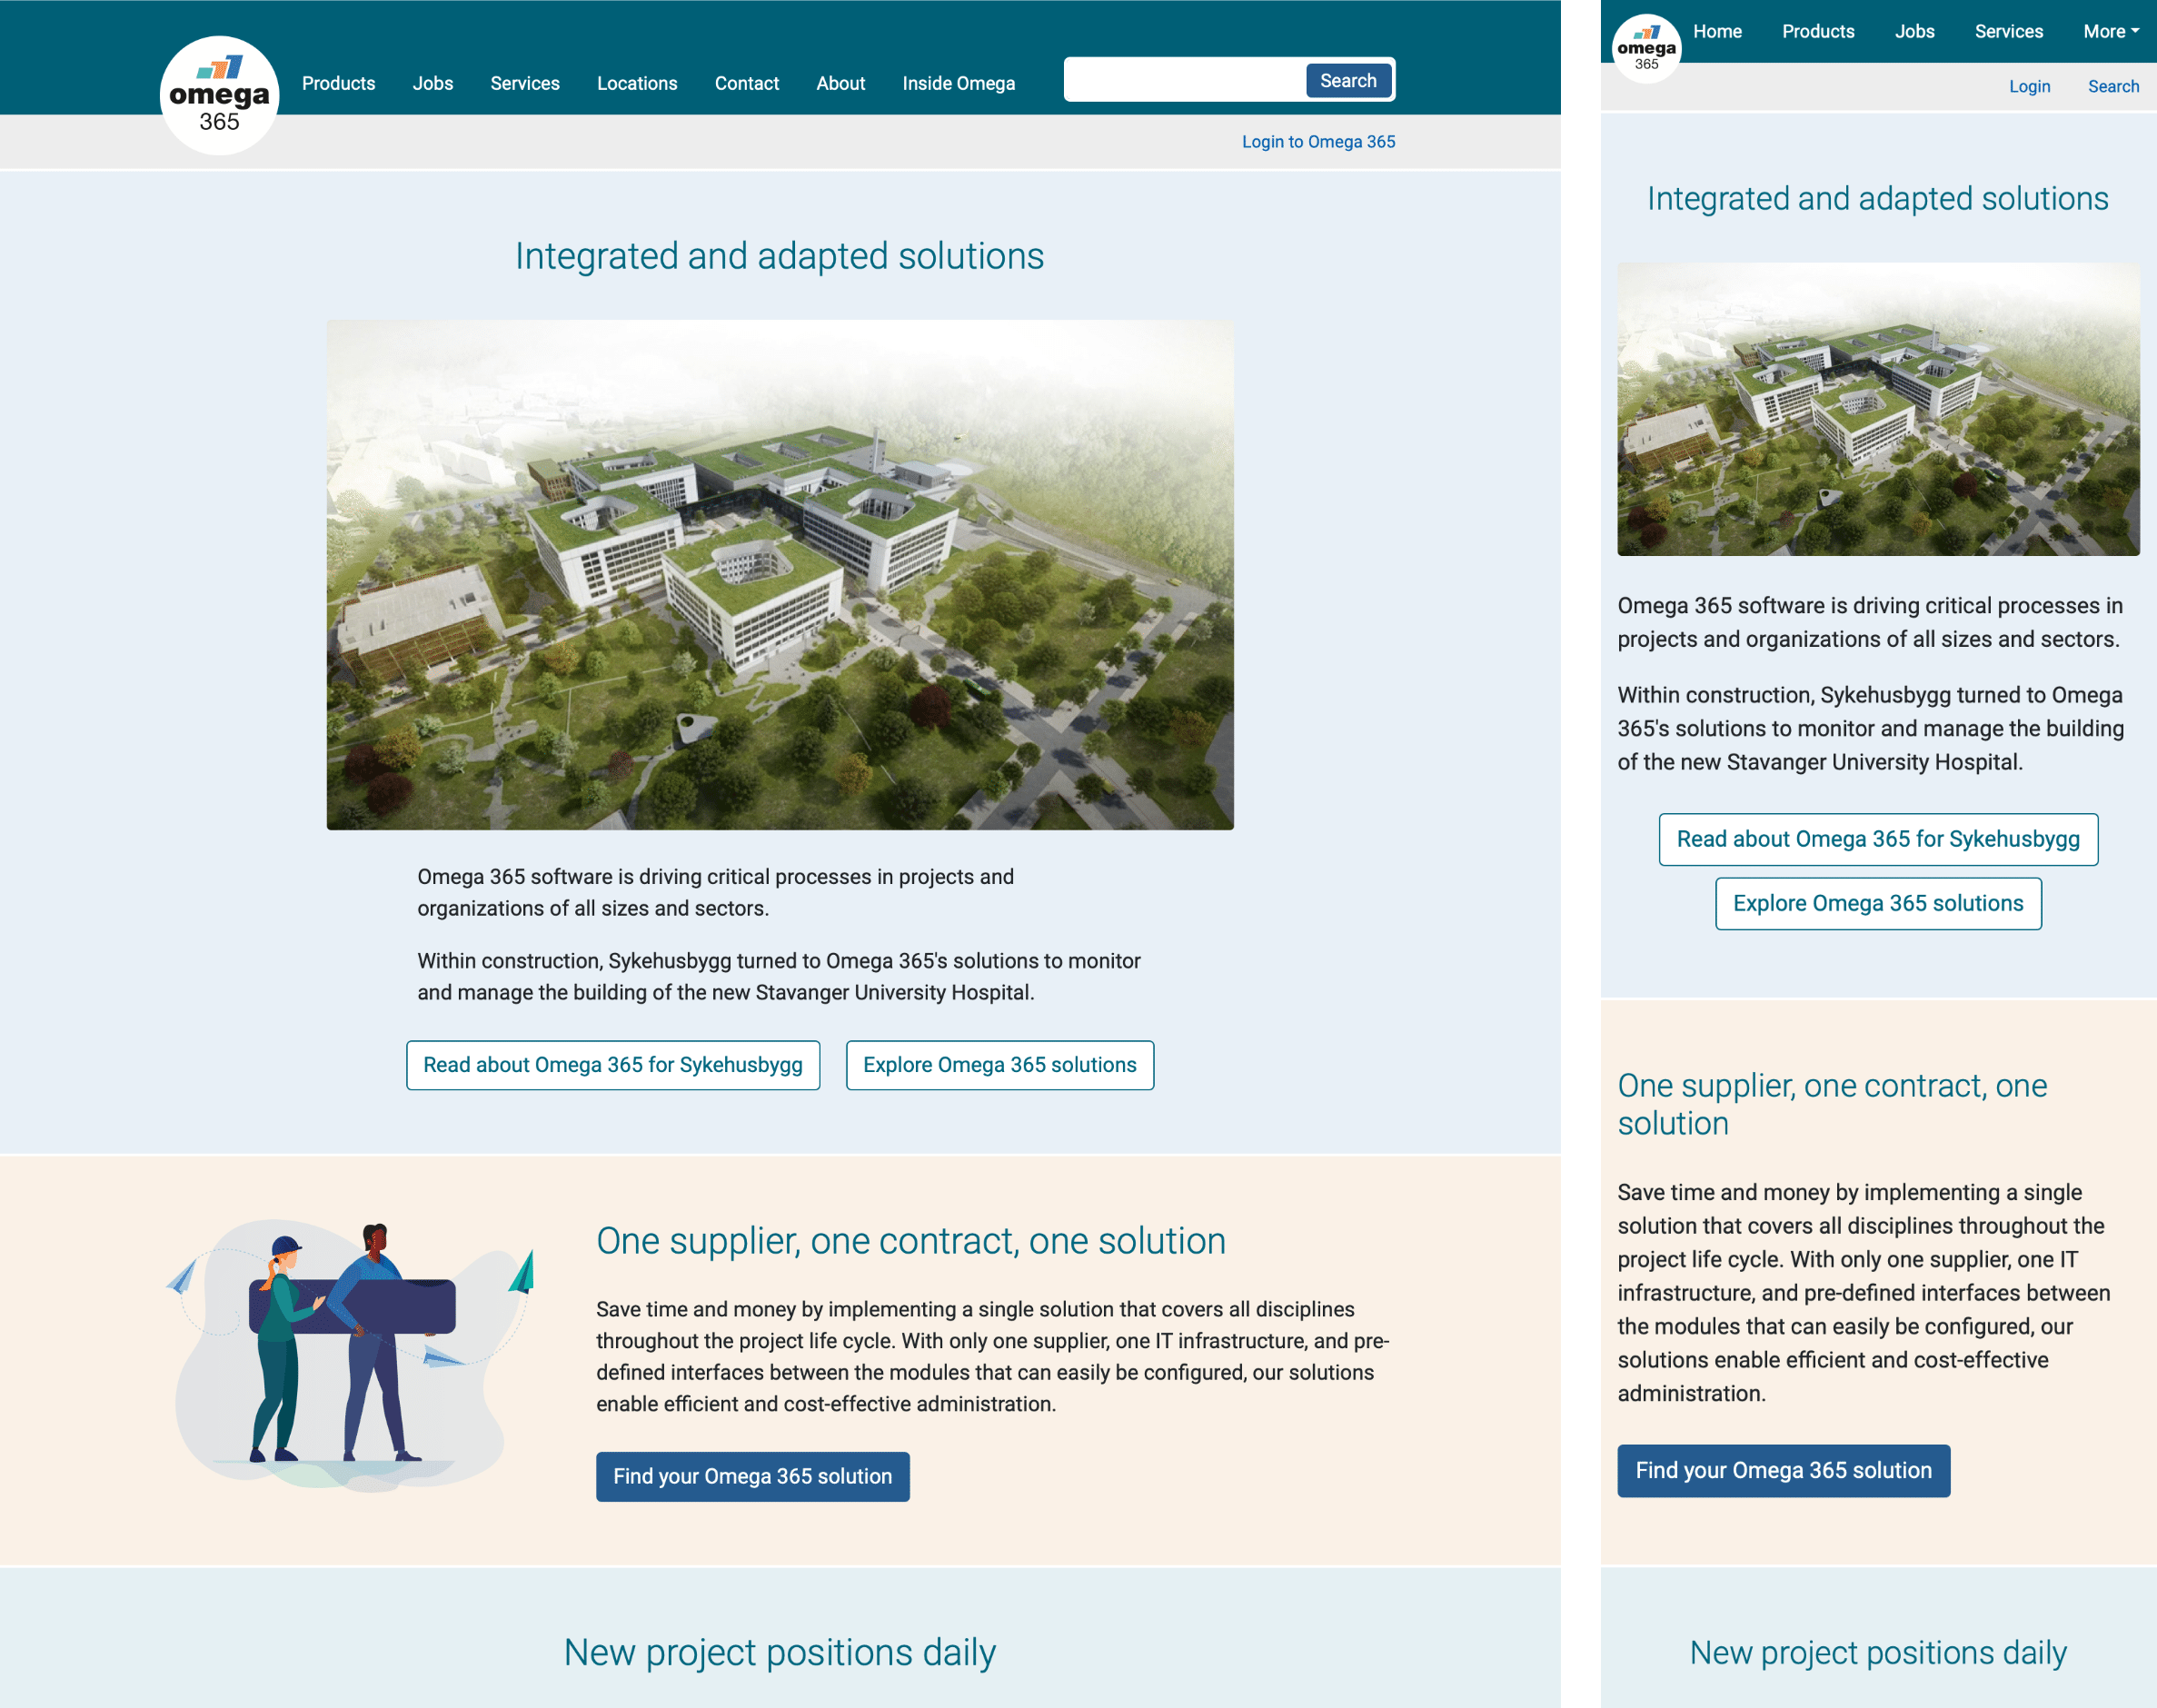 omega
365
Products Jobs Services Locations Contact About Inside Omega Search
Login to Omega 365
Integrated and adapted solutions
Omega 365 software is driving critical processes in projects and
organizations of all sizes and sectors.
Within construction, Sykehusbygg turned to Omega 365's solutions to monitor
and manage the building of the new Stavanger University Hospital.
Read about Omega 365 for Sykehusbygg Explore Omega 365 solutions
One supplier, one contract, one solution
Save time and money by implementing a single solution that covers all disciplines
throughout the project life cycle. With only one supplier, one IT infrastructure, and pre-
defined interfaces between the modules that can easily be configured, our solutions
enable efficient and cost-effective administration.
Find your Omega 365 solution
New project positions daily
omega
365
Home Products Jobs Services More
Login Search
Integrated and adapted solutions
Omega 365 software is driving critical processes in
projects and organizations of all sizes and sectors.
Within construction, Sykehusbygg turned to Omega
365's solutions to monitor and manage the building
of the new Stavanger University Hospital.
Read about Omega 365 for Sykehusbygg
Explore Omega 365 solutions
One supplier, one contract, one
solution
Save time and money by implementing a single
solution that covers all disciplines throughout the
project life cycle. With only one supplier, one IT
infrastructure, and pre-defined interfaces between
the modules that can easily be configured, our
solutions enable efficient and cost-effective
administration.
Find your Omega 365 solution
New project positions daily